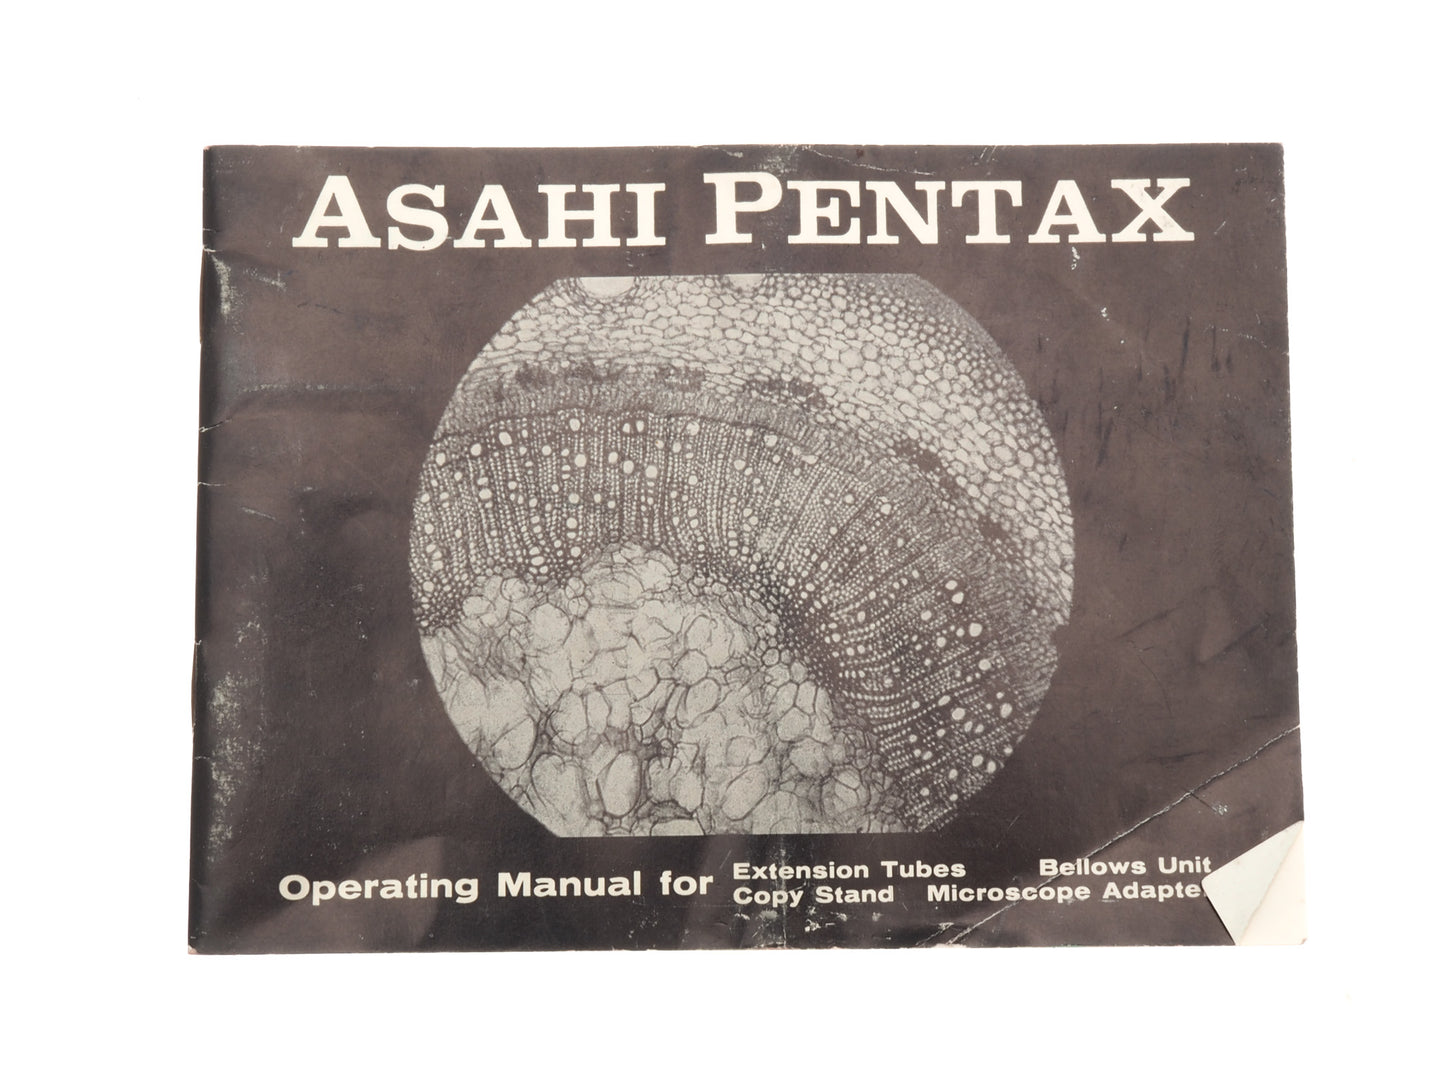 ASAHI PENTAX
Operating Manual for
Extension Tubes Bellows Unit
Copy Stand Microscope Adapte